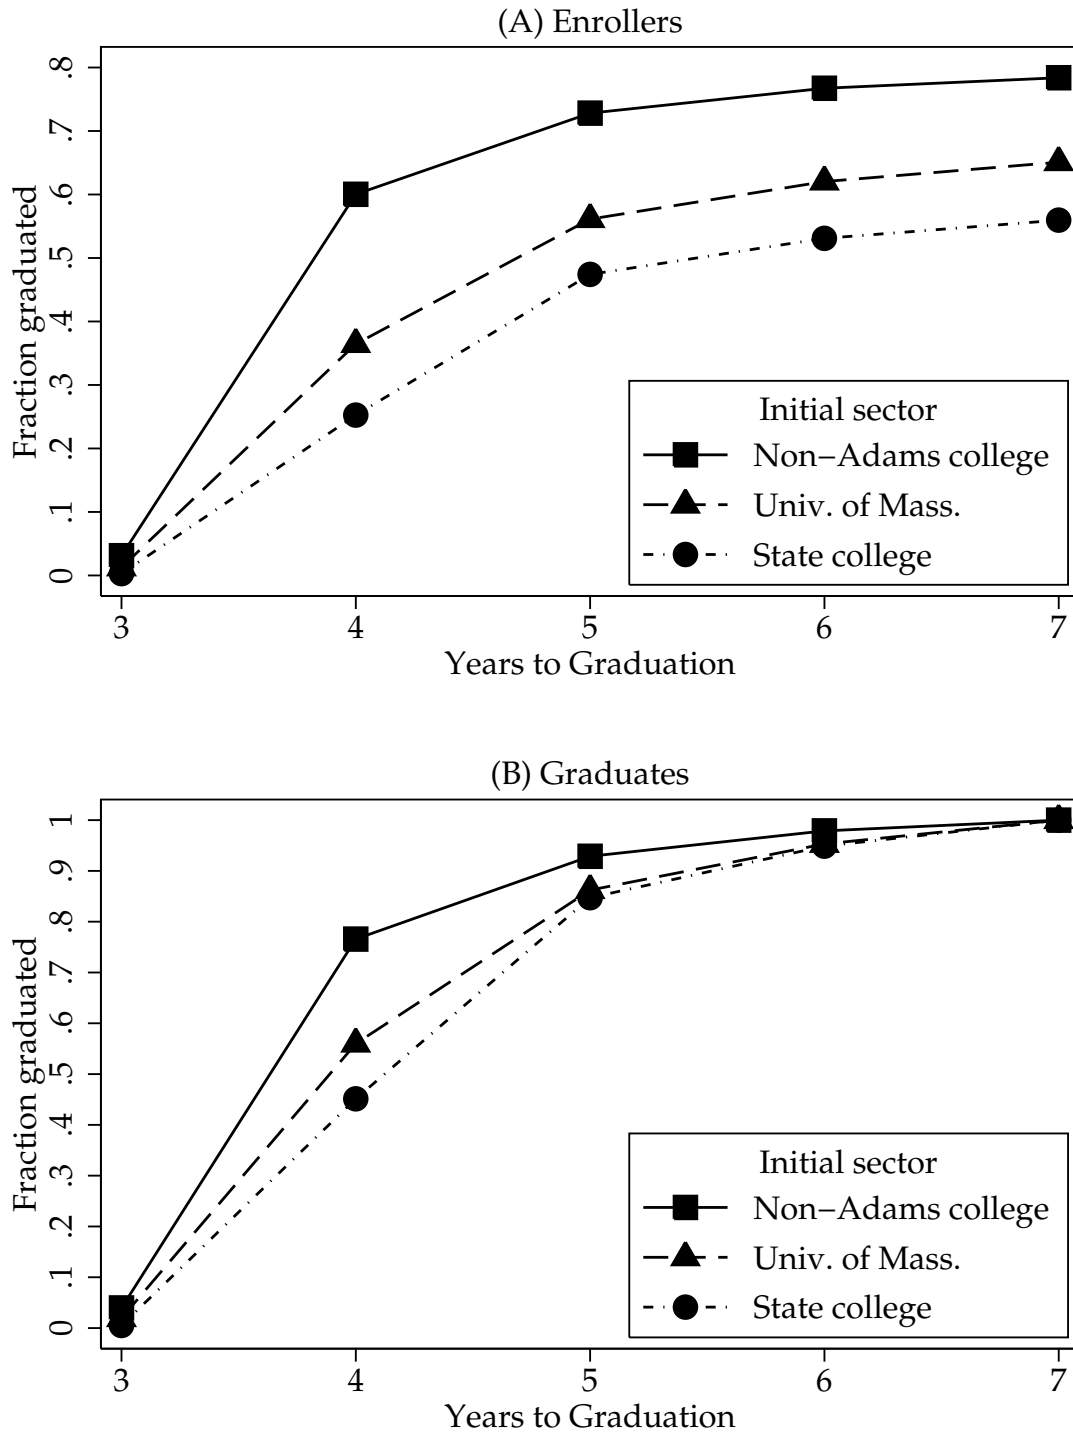 (A) Enrollers
Fraction graduated
.8
.7
.6
.5
.4
.3
.2
.1
0
Initial sector
Non−Adams college
Univ. of Mass.
State college
3 4 5 6 7
Years to Graduation
(B) Graduates
Fraction graduated
1
.9
.8
.7
.6
.5
.4
.3
.2
.1
0
Initial sector
Non−Adams college
Univ. of Mass.
State college
3 4 5 6 7
Years to Graduation